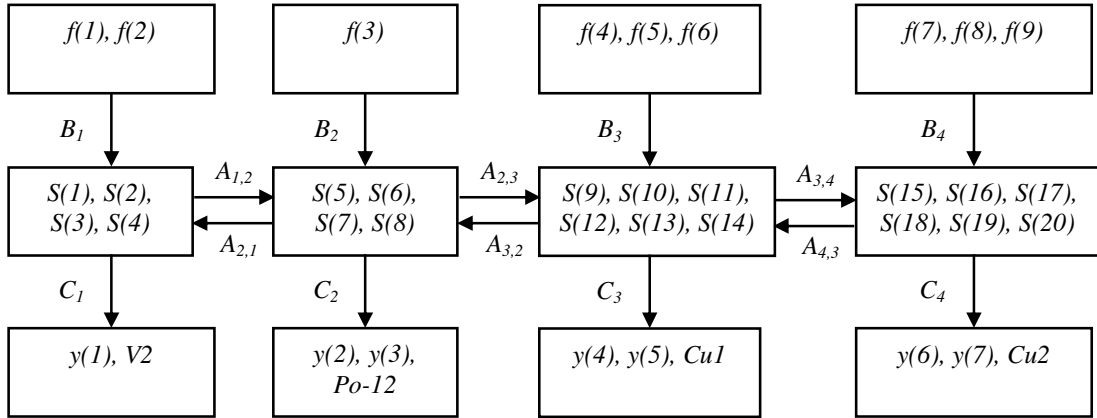 f(1), f(2)
f(3)
f(4), f(5), f(6)
f(7), f(8), f(9)
B1
B2
B3
B4
S(1), S(2),
S(3), S(4)
A1,2
A2,1
S(5), S(6),
S(7), S(8)
A2,3
A3,2
S(9), S(10), S(11),
S(12), S(13), S(14)
A3,4
A4,3
S(15), S(16), S(17),
S(18), S(19), S(20)
C1
C2
C3
C4
y(1), V2
y(2), y(3),
Po-12
y(4), y(5), Cu1
y(6), y(7), Cu2